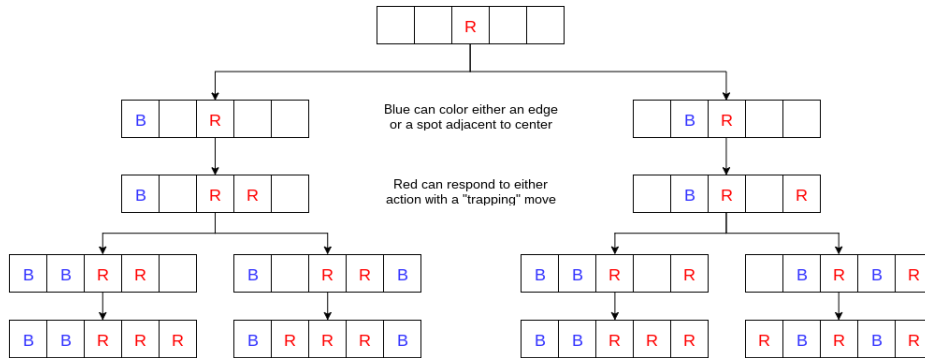 R
B R
Blue can color either an edge
or a spot adjacent to center
B R
B R R
Red can respond to either
action with a "trapping" move
B R R
B B R R
B R R B
B B R R
B R B R
B B R R R
B R R R B
B B R R R
R B R B R